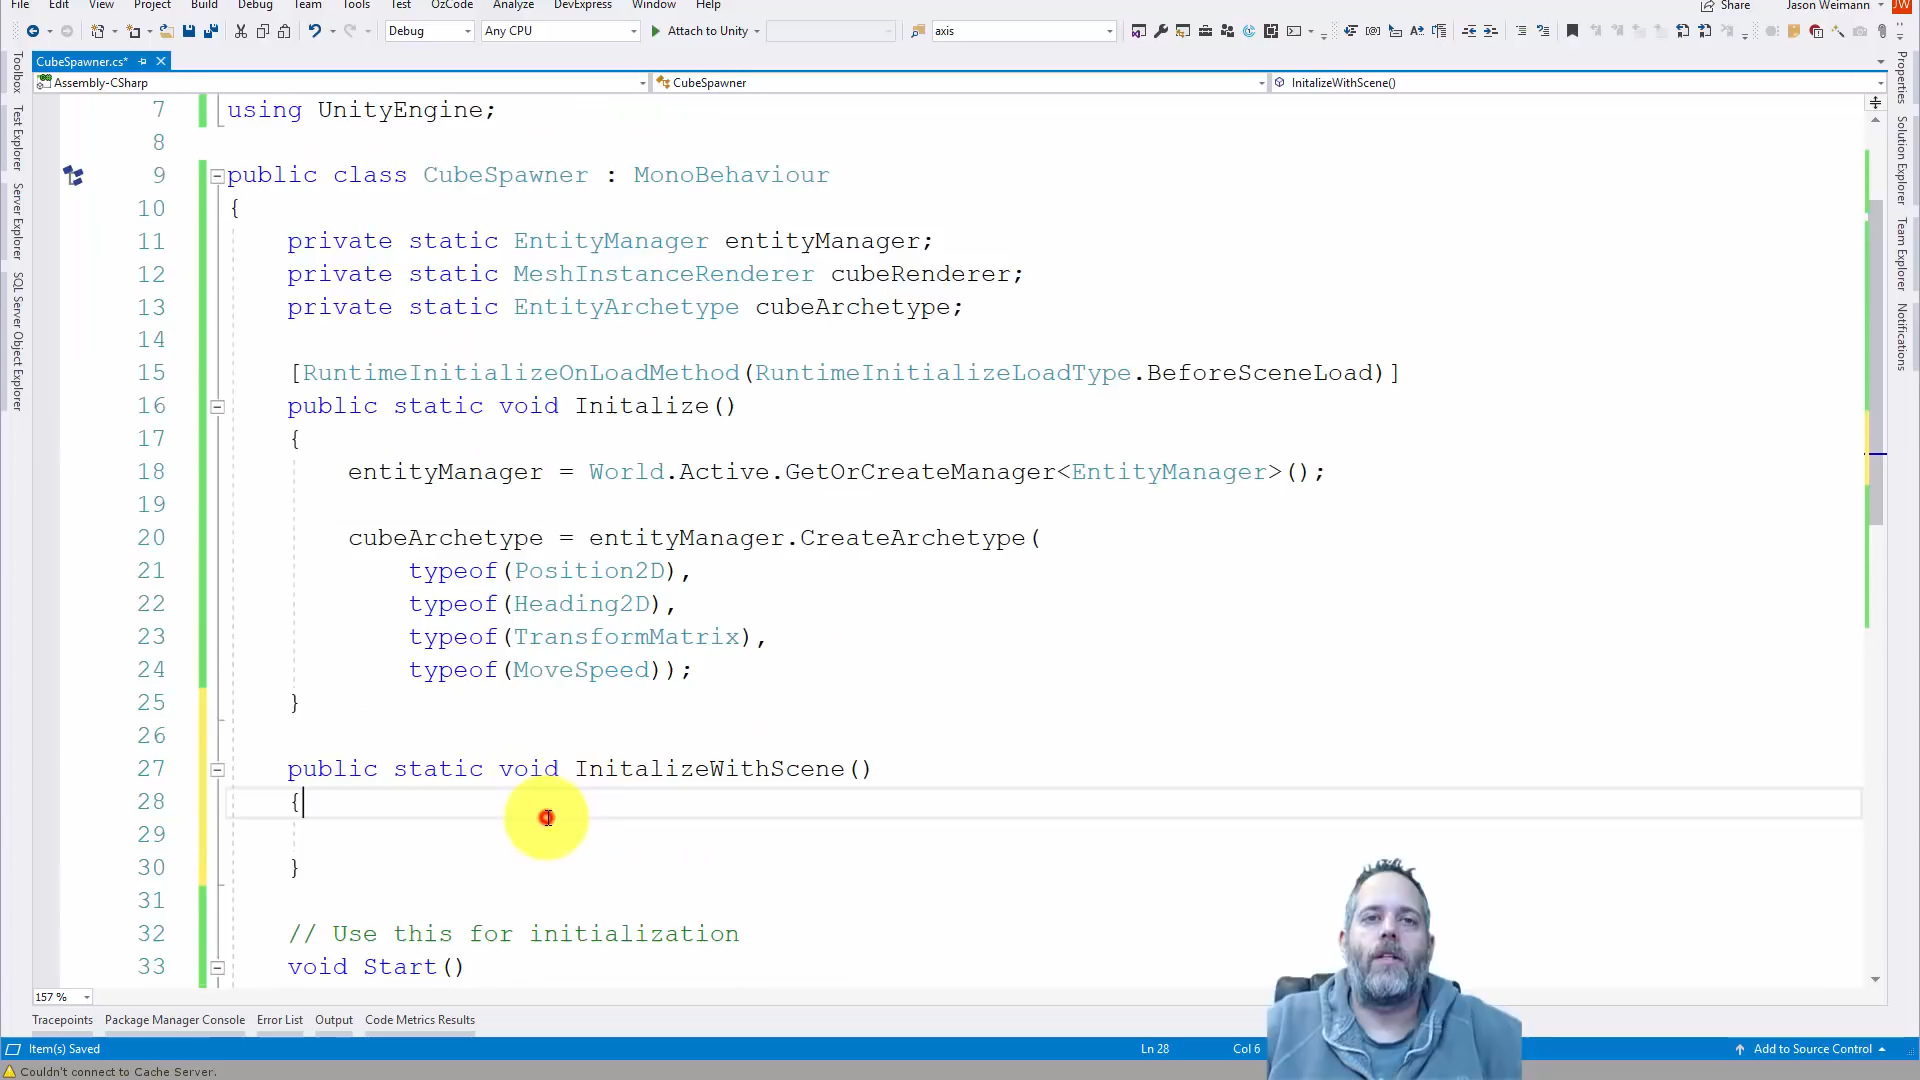 File Edit View Project Build Debug Team Tools Test OzCode Analyze DevExpress Window Help Share Jason Weimann JW
Debug Any CPU Attach to Unity axis
CubeSpawner.cs*
Assembly-CSharp CubeSpawner InitalizeWithScene()
Toolbox
Test Explorer
Server Explorer
SQL Server Object Explorer
7 using UnityEngine;
8
9 public class CubeSpawner : MonoBehaviour
10 {
11 private static EntityManager entityManager;
12 private static MeshInstanceRenderer cubeRenderer;
13 private static EntityArchetype cubeArchetype;
14
15 [RuntimeInitializeOnLoadMethod(RuntimeInitializeLoadType.BeforeSceneLoad)]
16 public static void Initalize()
17 {
18 entityManager = World.Active.GetOrCreateManager<EntityManager>();
19
20 cubeArchetype = entityManager.CreateArchetype(
21 typeof(Position2D),
22 typeof(Heading2D),
23 typeof(TransformMatrix),
24 typeof(MoveSpeed));
25 }
26
27 public static void InitalizeWithScene()
28 {
29
30 }
31
32 // Use this for initialization
33 void Start()
Properties
Solution Explorer
Team Explorer
Notifications
157 %
Tracepoints Package Manager Console Error List Output Code Metrics Results
Item(s) Saved Ln 28 Col 6 Add to Source Control
Couldn't connect to Cache Server.